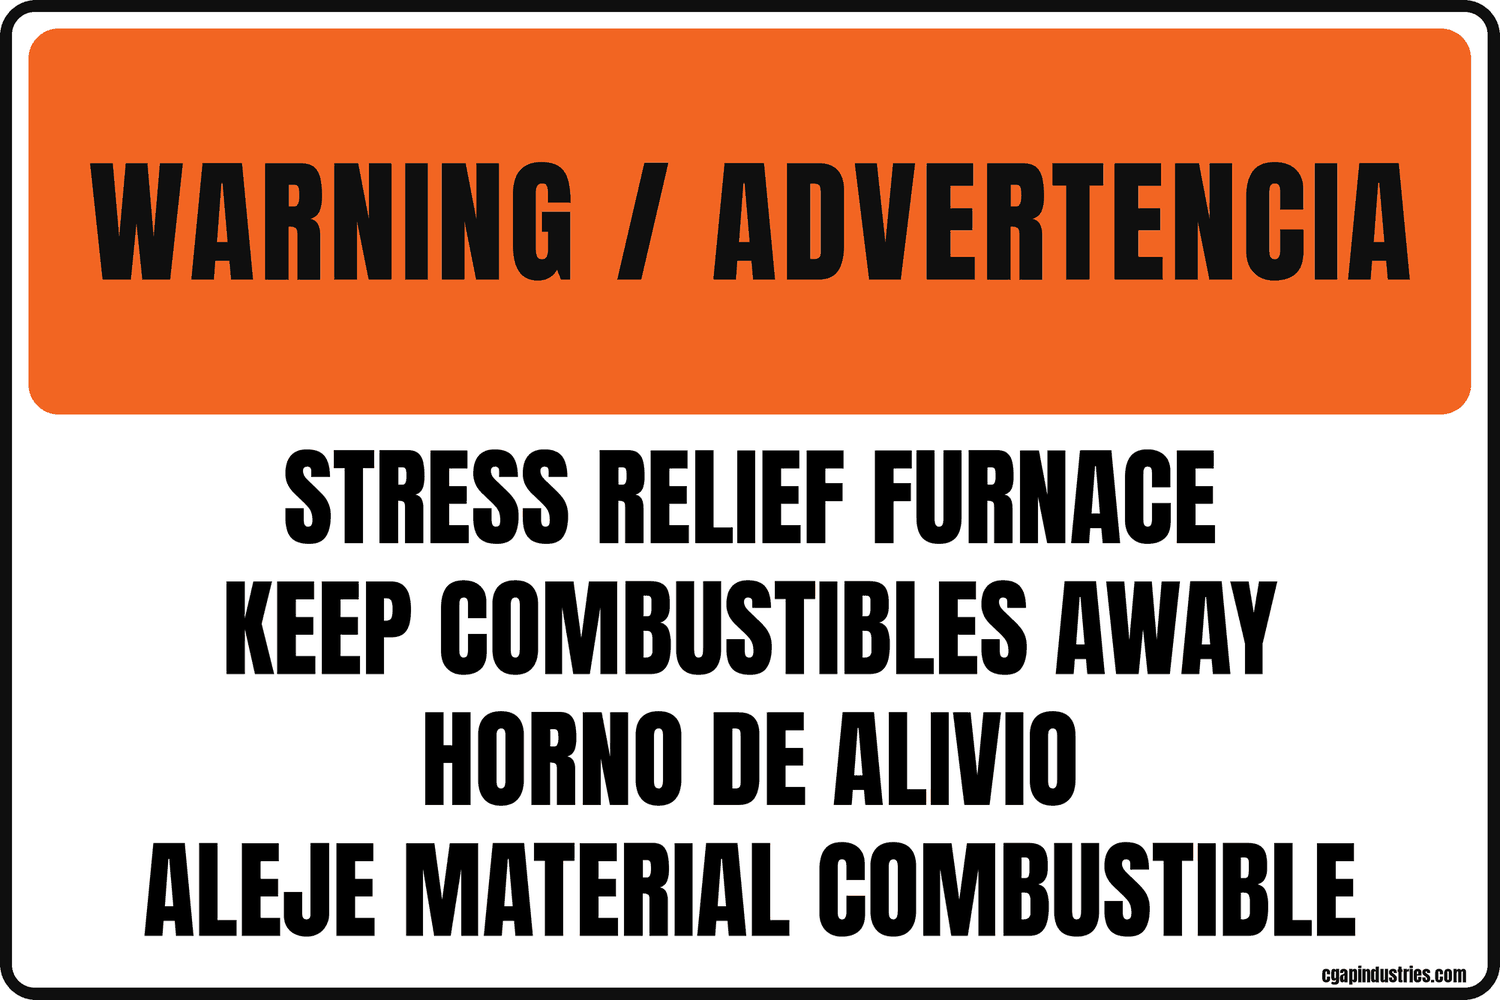 WARNING / ADVERTENCIA
STRESS RELIEF FURNACE
KEEP COMBUSTIBLES AWAY
HORNO DE ALIVIO
ALEJE MATERIAL COMBUSTIBLE
cgapindustries.com